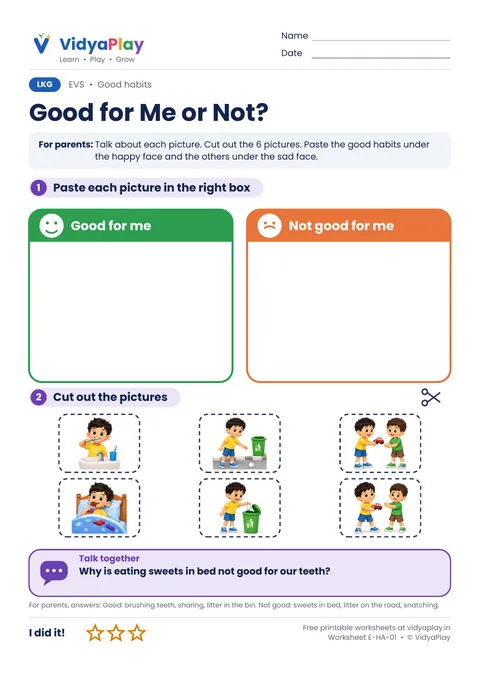 VidyaPlay
Learn • Play • Grow
Name
Date
LKG EVS • Good habits
Good for Me or Not?
For parents: Talk about each picture. Cut out the 6 pictures. Paste the good habits under
the happy face and the others under the sad face.
1 Paste each picture in the right box
Good for me
Not good for me
2 Cut out the pictures
Talk together
Why is eating sweets in bed not good for our teeth?
For parents, answers: Good: brushing teeth, sharing, litter in the bin. Not good: sweets in bed, litter on the road, snatching.
I did it!
Free printable worksheets at vidyaplay.in
Worksheet E-HA-01 • © VidyaPlay